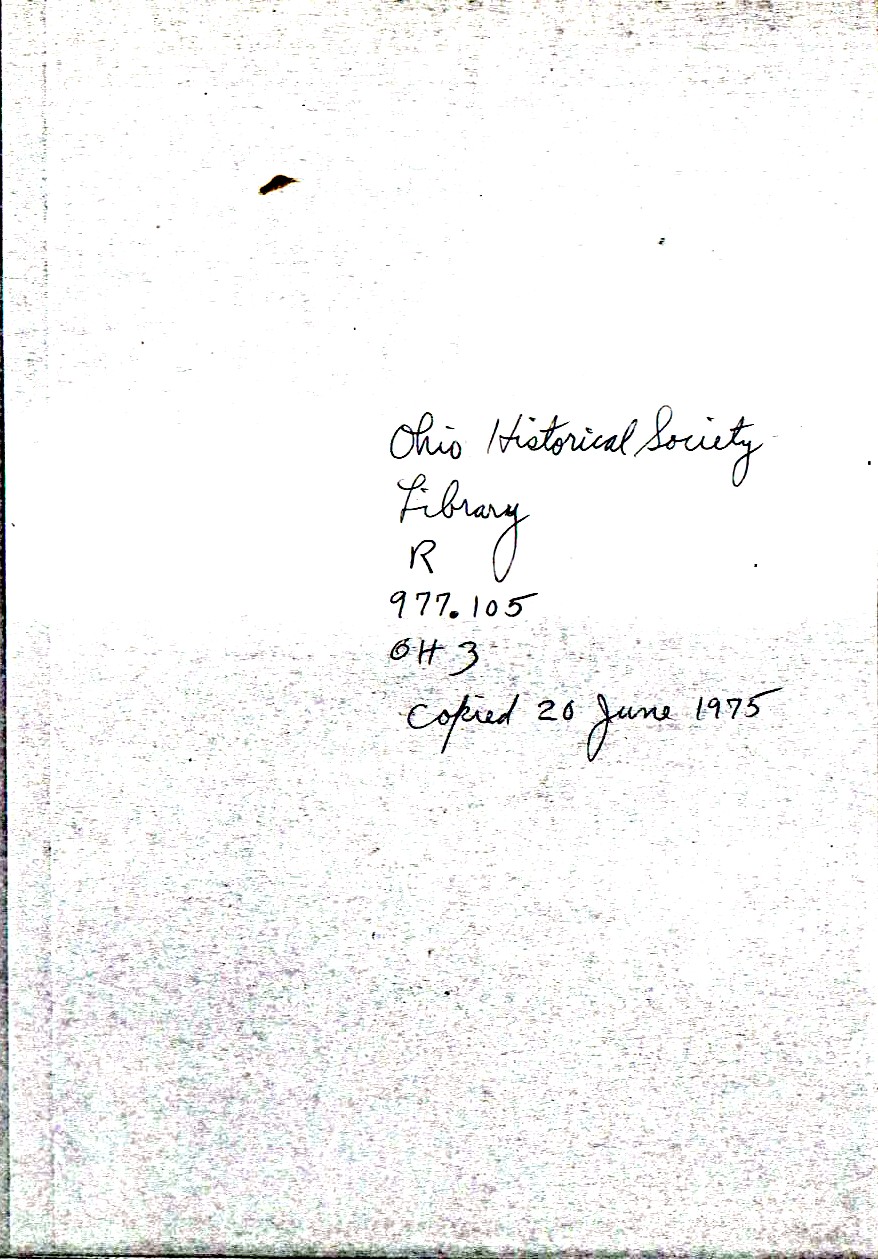 Ohio Historical Society
Library
R
977.105
OH 3
Copied 20 June 1975